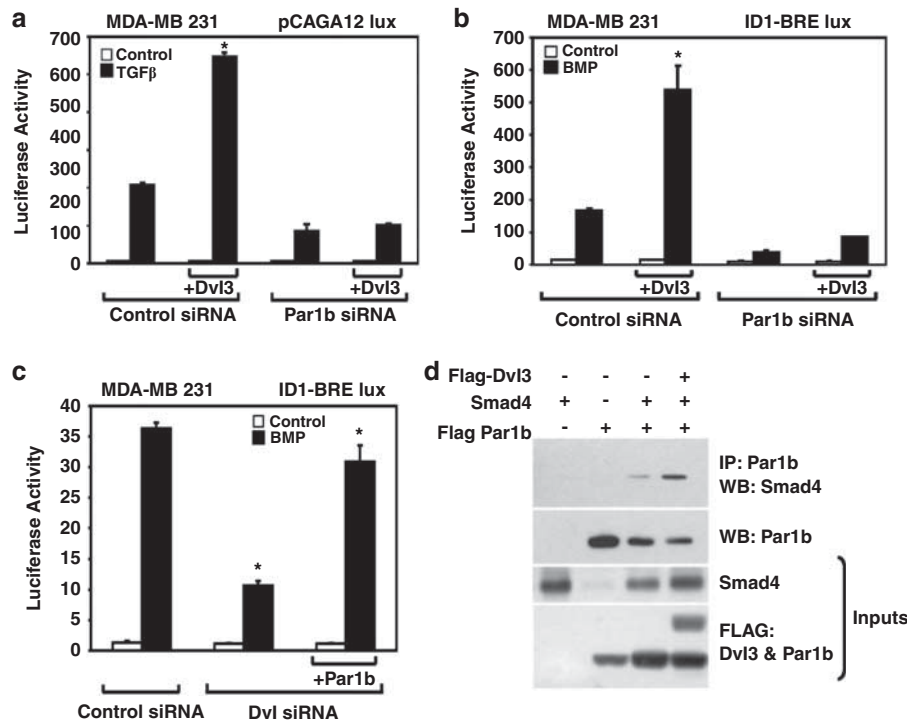 a
MDA-MB 231 pCAGA12 lux
Luciferase Activity
700
600
500
400
300
200
100
0
Control
TGFβ
*
+Dvl3 +Dvl3
Control siRNA Par1b siRNA
b
MDA-MB 231 ID1-BRE lux
Luciferase Activity
700
600
500
400
300
200
100
0
Control
BMP
*
+Dvl3 +Dvl3
Control siRNA Par1b siRNA
c
MDA-MB 231 ID1-BRE lux
Luciferase Activity
40
35
30
25
20
15
10
5
0
Control
BMP
* *
+Par1b
Control siRNA Dvl siRNA
d
Flag-Dvl3 - - - +
Smad4 + - + +
Flag Par1b - + + +
IP: Par1b
WB: Smad4
WB: Par1b
Smad4
FLAG:
Dvl3 & Par1b
Inputs